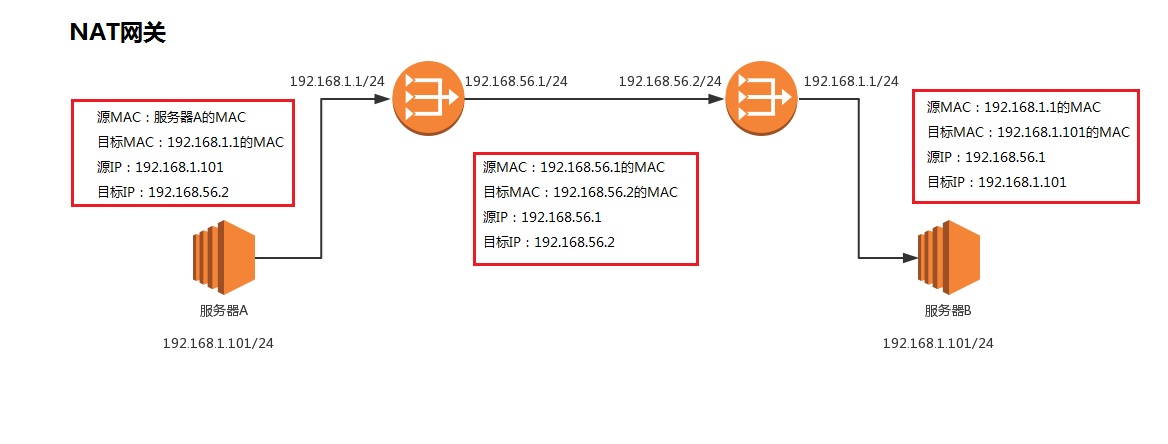 NAT网关
192.168.1.1/24
192.168.56.1/24
192.168.56.2/24
192.168.1.1/24
源MAC：服务器A的MAC
目标MAC：192.168.1.1的MAC
源IP：192.168.1.101
目标IP：192.168.56.2
源MAC：192.168.56.1的MAC
目标MAC：192.168.56.2的MAC
源IP：192.168.56.1
目标IP：192.168.56.2
源MAC：192.168.1.1的MAC
目标MAC：192.168.1.101的MAC
源IP：192.168.56.1
目标IP：192.168.1.101
服务器A
192.168.1.101/24
服务器B
192.168.1.101/24